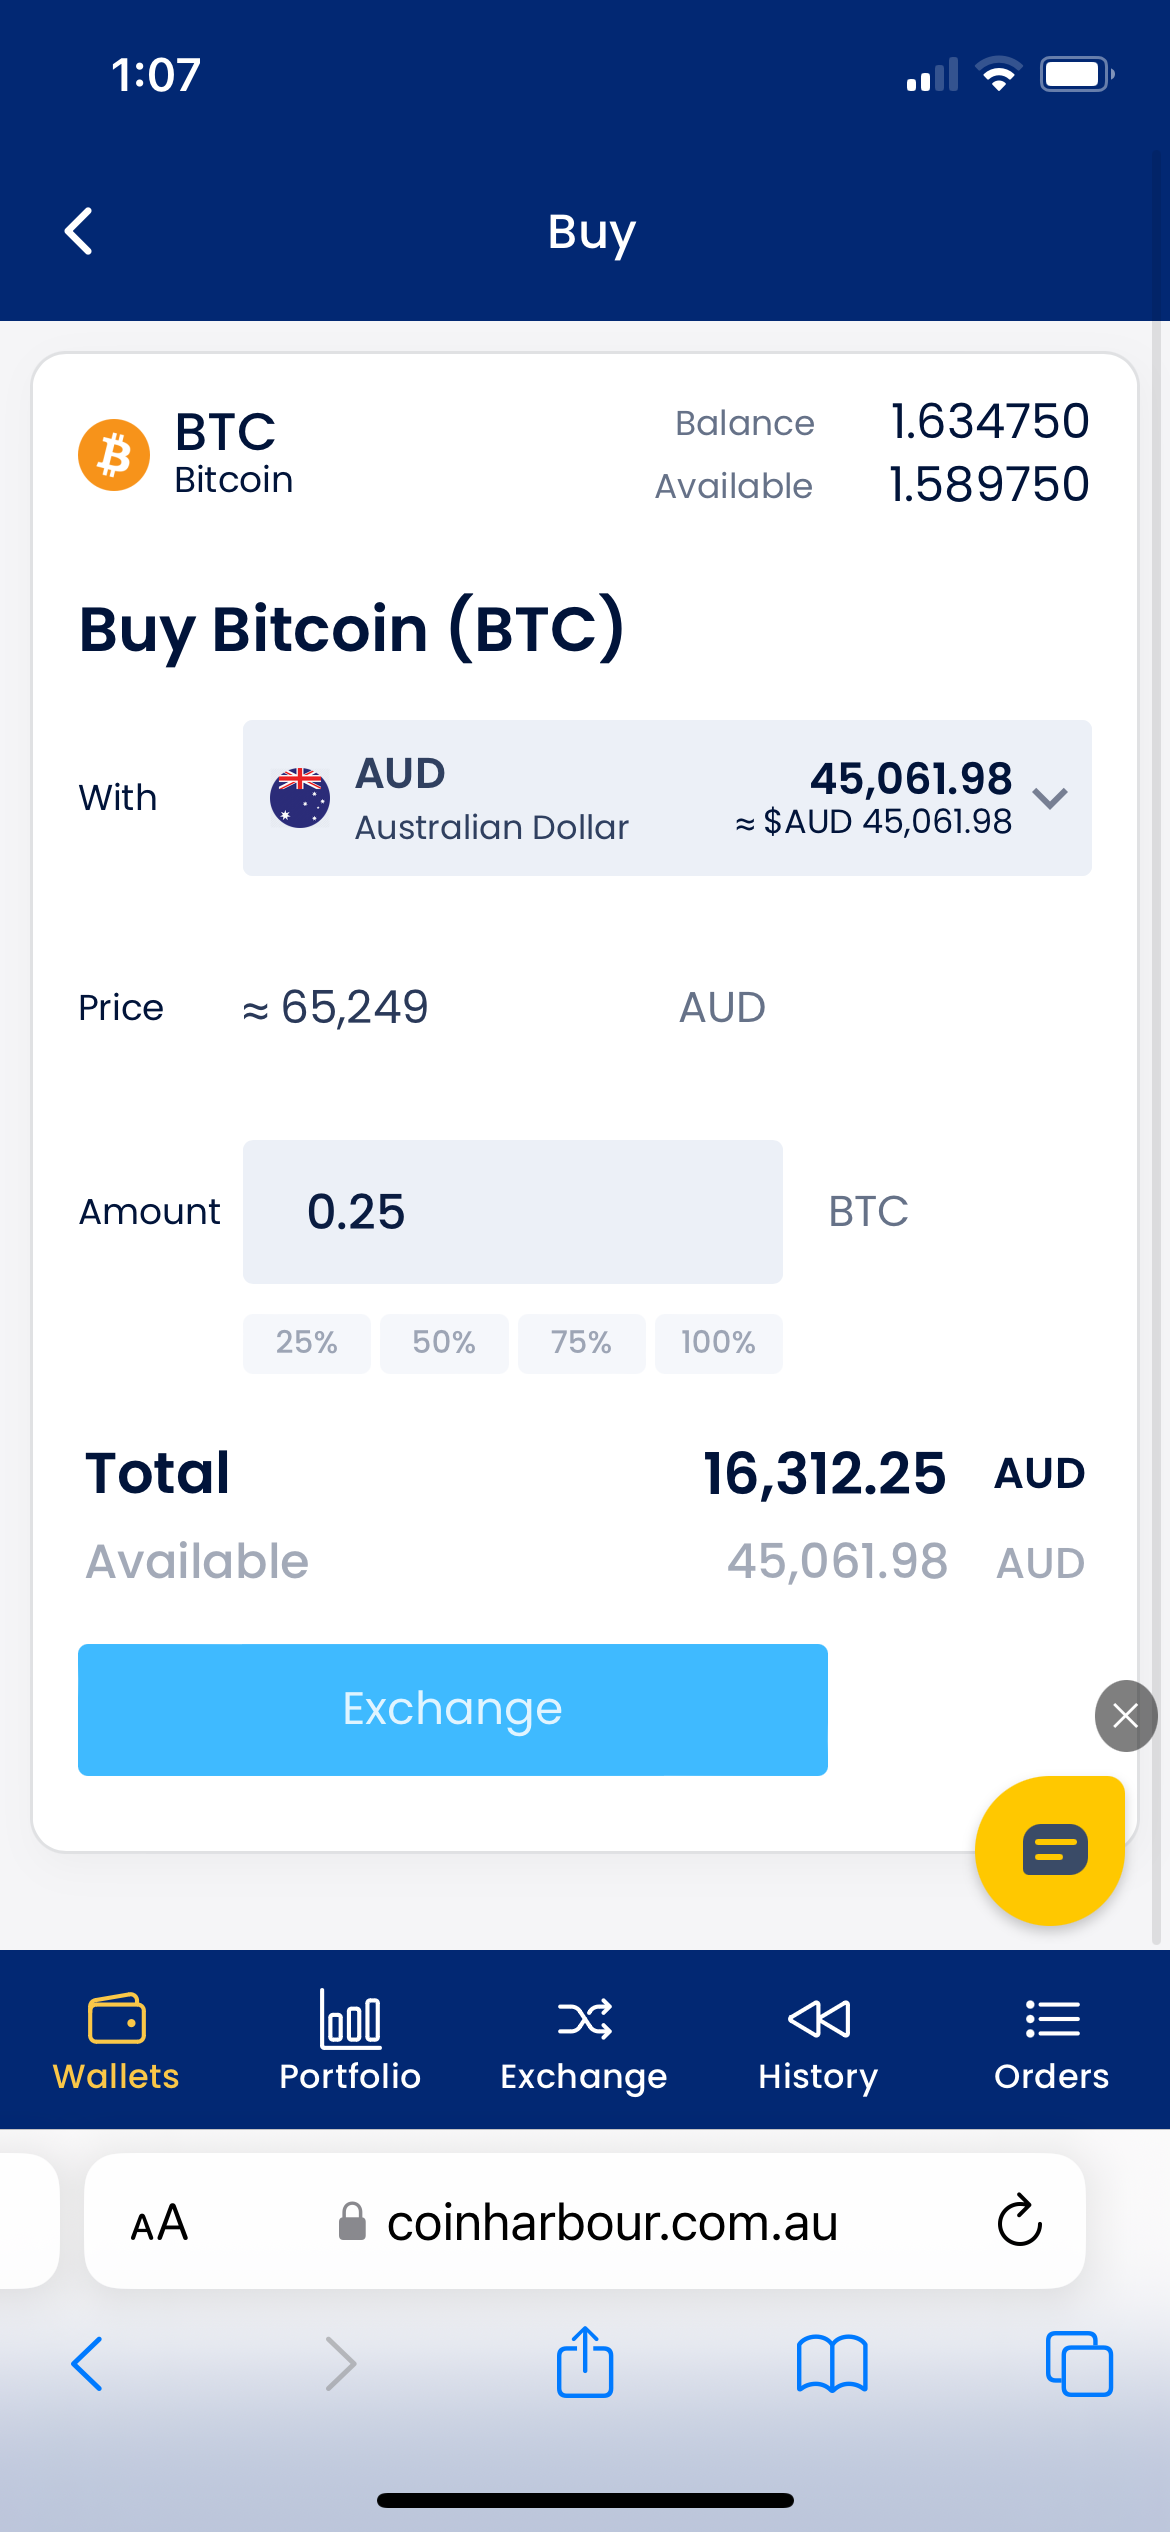 1:07
Buy
BTC
Bitcoin
Balance 1.634750
Available 1.589750
Buy Bitcoin (BTC)
With
AUD
Australian Dollar
45,061.98
≈ $AUD 45,061.98
Price ≈ 65,249 AUD
Amount 0.25 BTC
25% 50% 75% 100%
Total 16,312.25 AUD
Available 45,061.98 AUD
Exchange
Wallets Portfolio Exchange History Orders
AA coinharbour.com.au